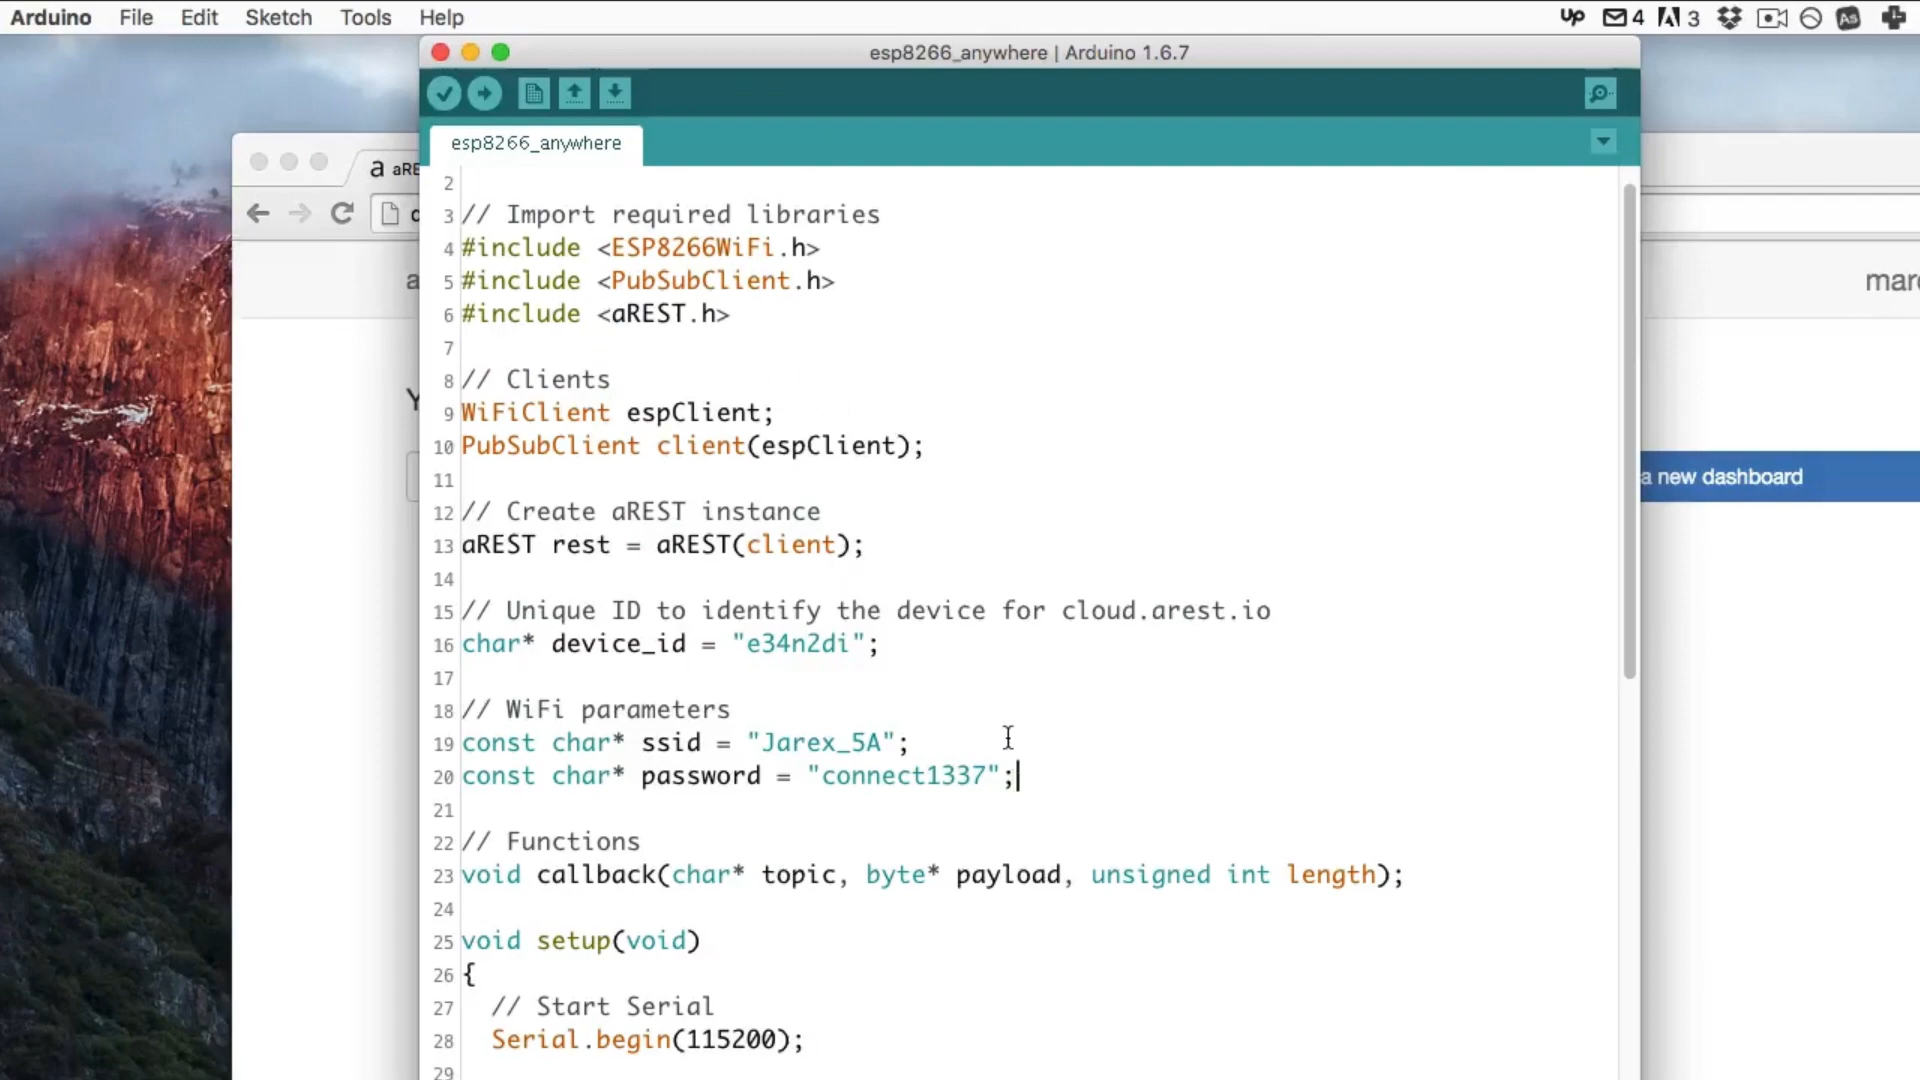 Arduino File Edit Sketch Tools Help Up 4 3 As
esp8266_anywhere | Arduino 1.6.7
esp8266_anywhere
a aRE
2
3 // Import required libraries
4 #include <ESP8266WiFi.h>
5 #include <PubSubClient.h>
6 #include <aREST.h>
7
8 // Clients
9 WiFiClient espClient;
10 PubSubClient client(espClient);
11
12 // Create aREST instance
13 aREST rest = aREST(client);
14
15 // Unique ID to identify the device for cloud.arest.io
16 char* device_id = "e34n2di";
17
18 // WiFi parameters
19 const char* ssid = "Jarex_5A";
20 const char* password = "connect1337";
21
22 // Functions
23 void callback(char* topic, byte* payload, unsigned int length);
24
25 void setup(void)
26 {
27 // Start Serial
28 Serial.begin(115200);
29
a new dashboard